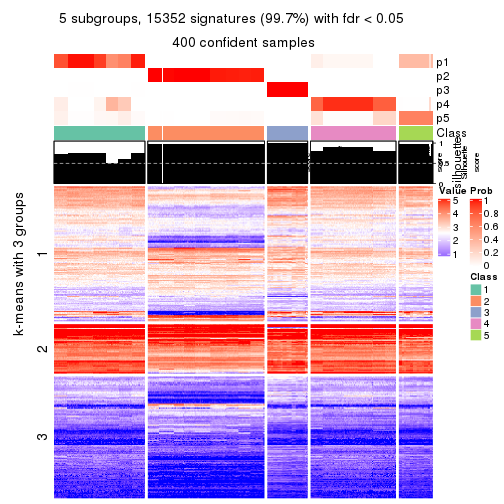 5 subgroups, 15352 signatures (99.7%) with fdr < 0.05
400 confident samples
p1
p2
p3
p4
p5
Class
1
0.5
0
silhouette
score
k-means with 3 groups
1
2
3
Value
5
4
3
2
1
Prob
1
0.8
0.6
0.4
0.2
0
Class
1
2
3
4
5